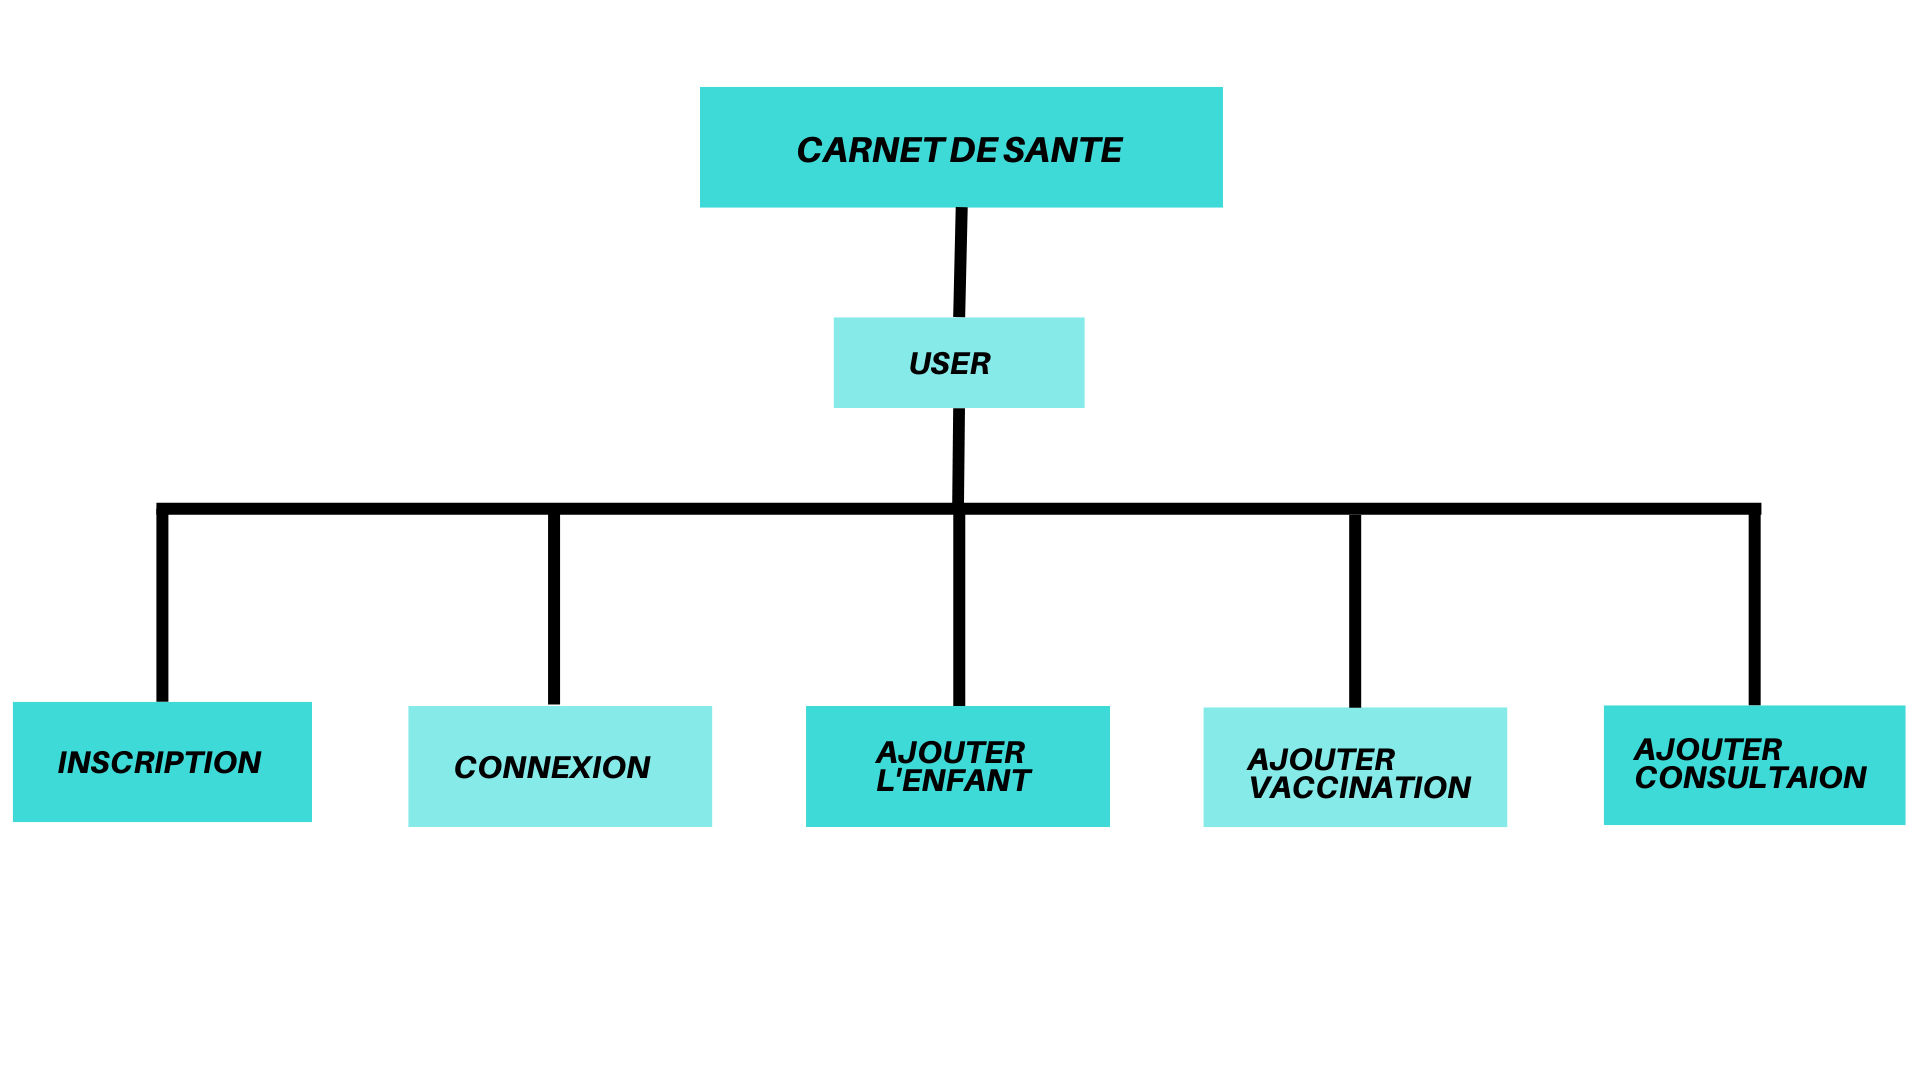 CARNET DE SANTE
USER
INSCRIPTION
CONNEXION
AJOUTER
L'ENFANT
AJOUTER
VACCINATION
AJOUTER
CONSULTAION